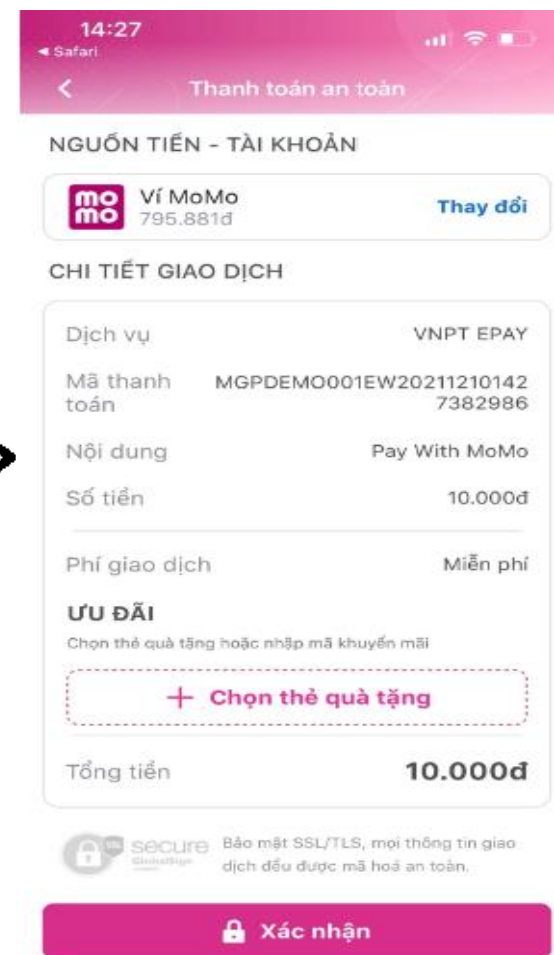 14:27
Safari
Thanh toán an toàn
NGUỒN TIỀN - TÀI KHOẢN
mo
mo
Ví MoMo
795.881đ
Thay đổi
CHI TIẾT GIAO DỊCH
Dịch vụ
VNPT EPAY
Mã thanh toán
MGPDEMO001EW20211210142
7382986
Nội dung
Pay With MoMo
Số tiền
10.000đ
Phí giao dịch
Miễn phí
ƯU ĐÃI
Chọn thẻ quà tặng hoặc nhập mã khuyến mãi
+ Chọn thẻ quà tặng
Tổng tiền
10.000đ
SSL
secure
GlobalSign
Bảo mật SSL/TLS, mọi thông tin giao
dịch đều được mã hoá an toàn.
Xác nhận